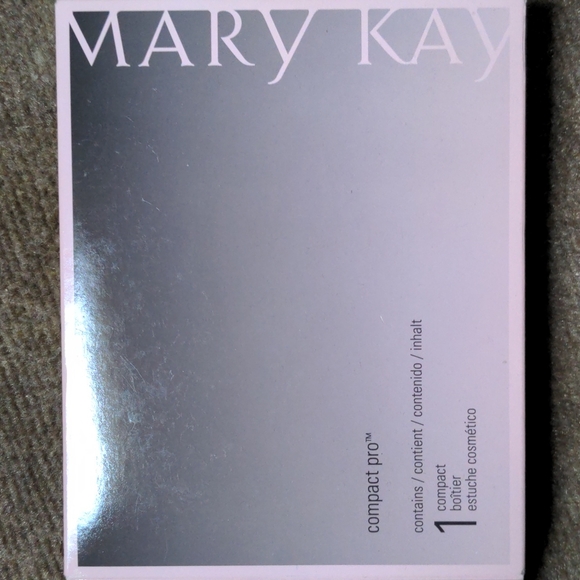 MARY KAY
compact pro™
contains / contient / contenido / inhalt
1 compact
boîtier
estuche cosmético